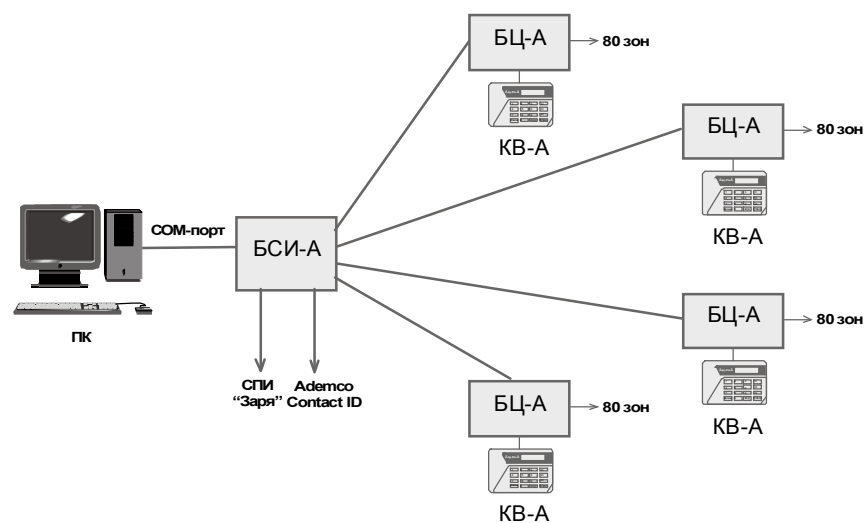 БЦ-А
80 зон
КВ-А
БЦ-А
80 зон
КВ-А
COM-порт
БСИ-А
ПК
БЦ-А
80 зон
КВ-А
СПИ
“Заря”
Ademco
Contact ID
БЦ-А
80 зон
КВ-А